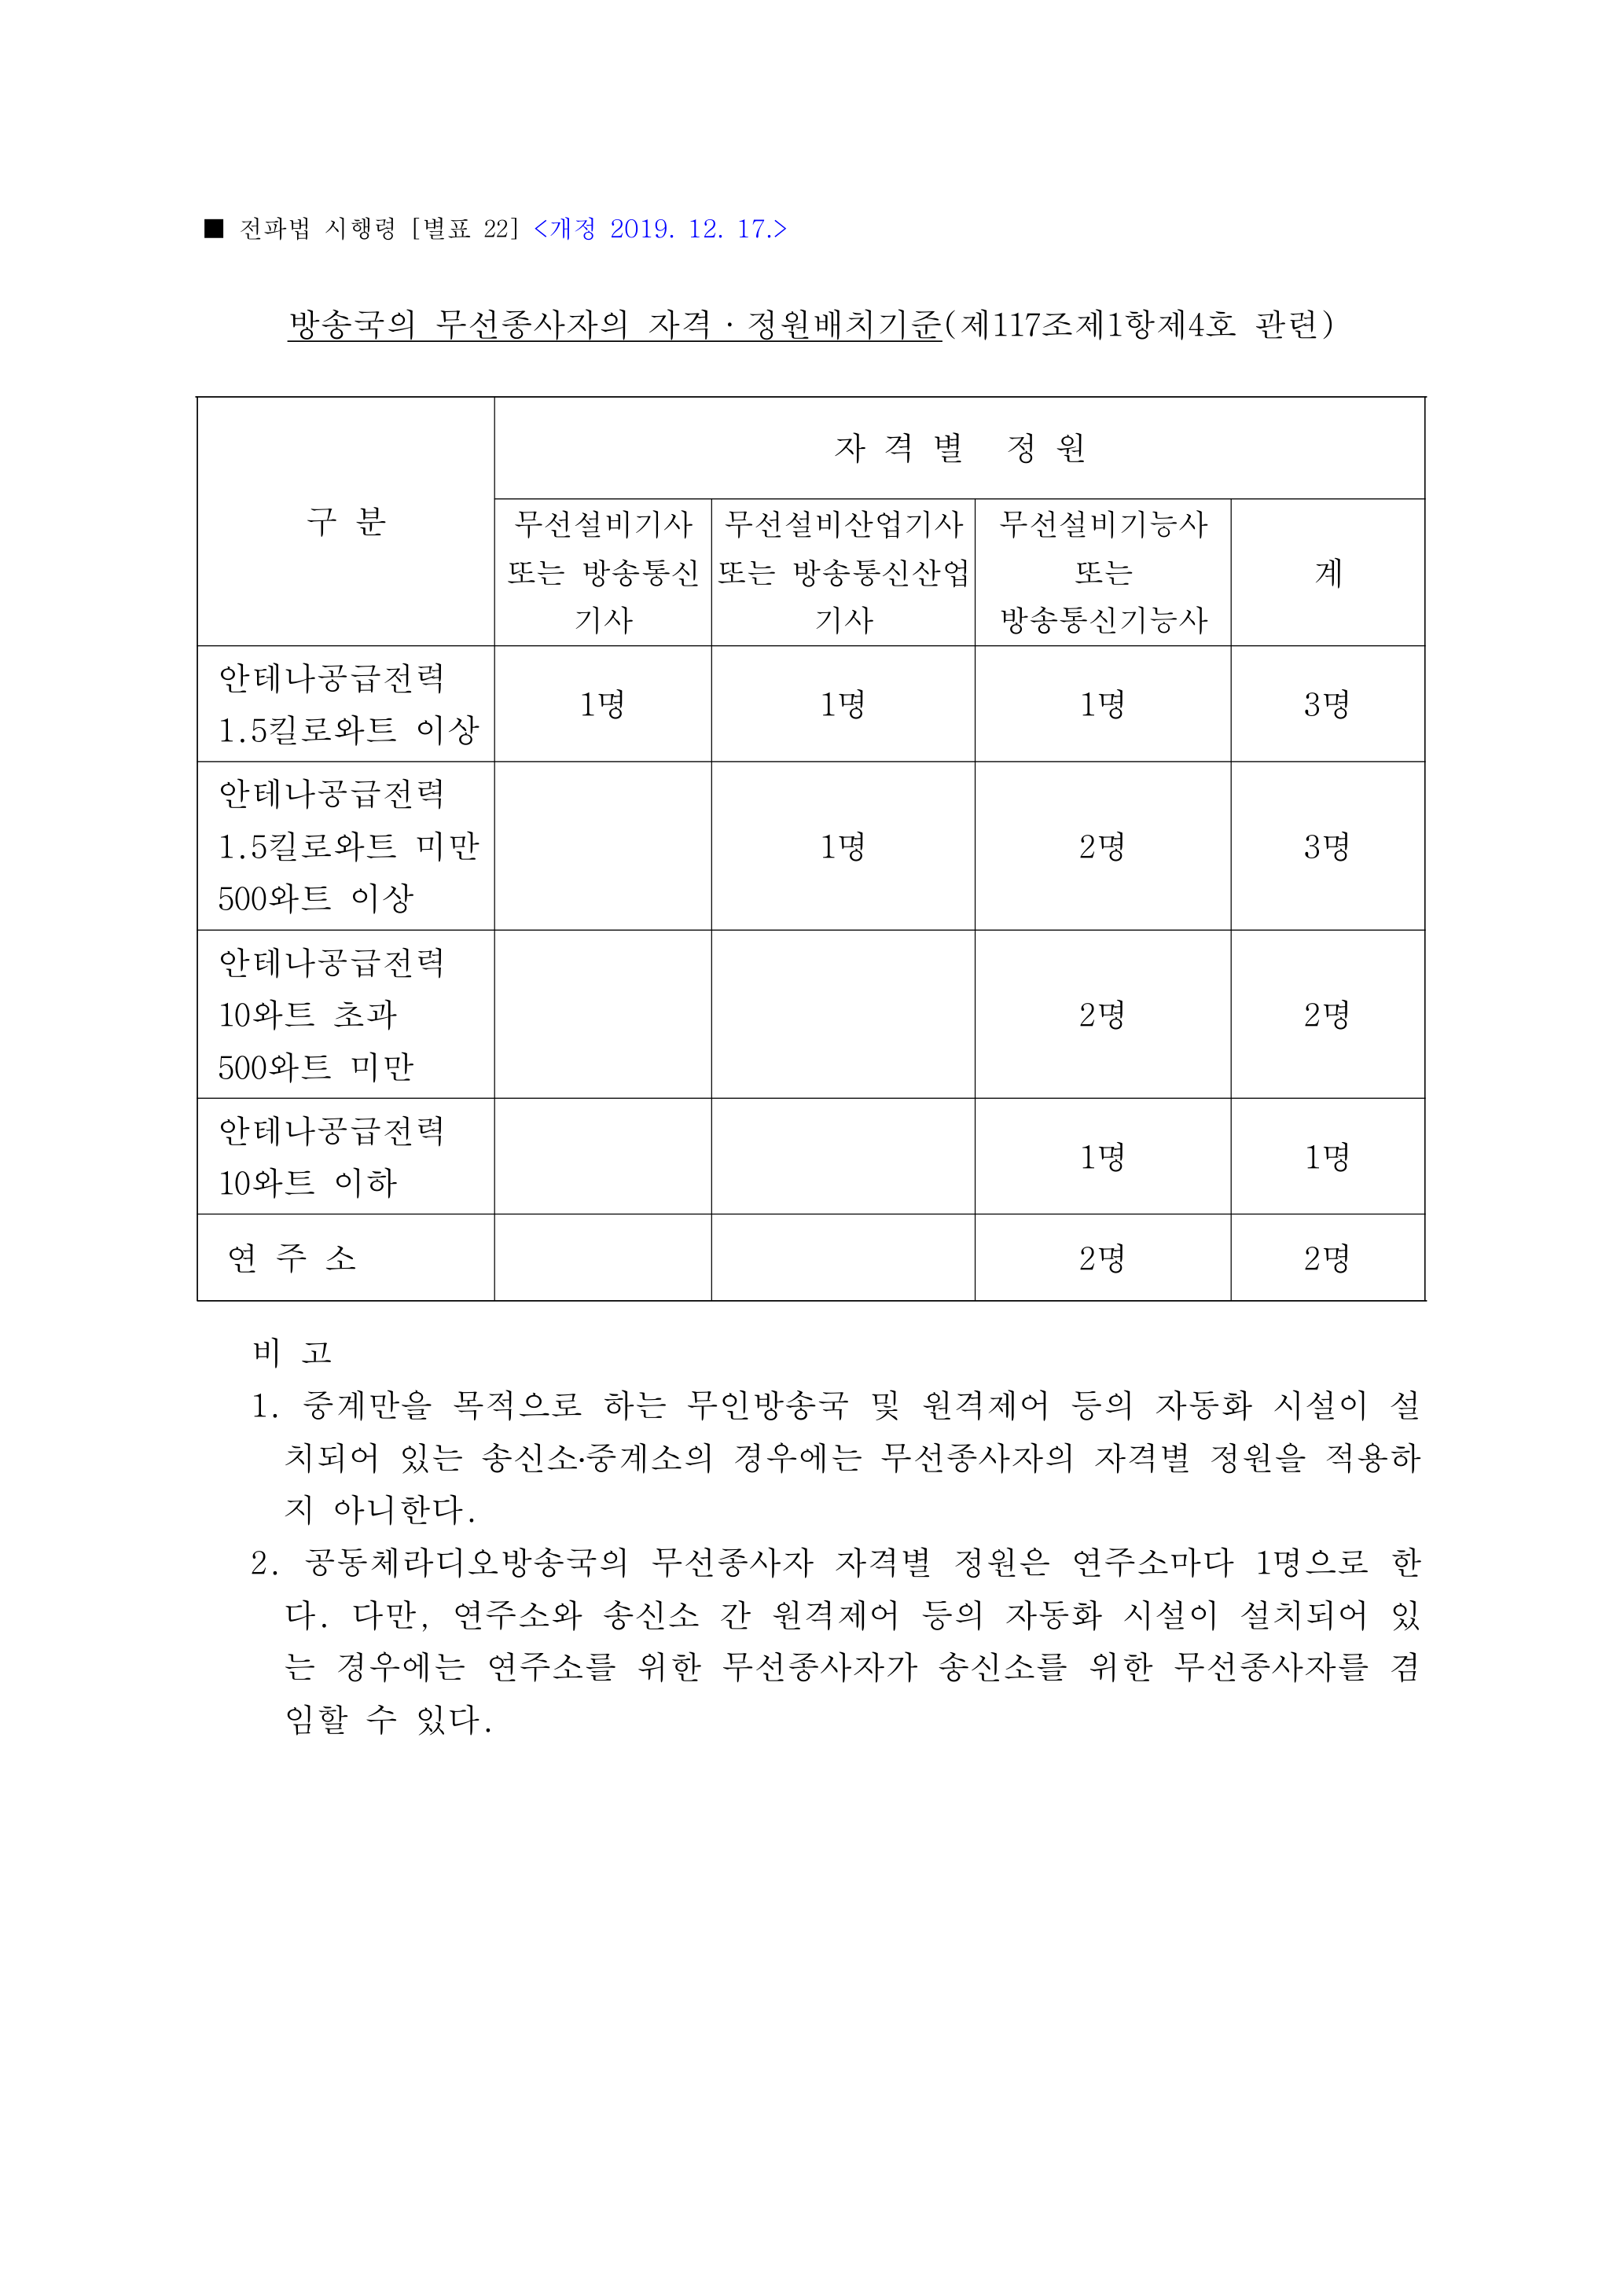 ■ 전파법 시행령 [별표 22] <개정 2019. 12. 17.>
방송국의 무선종사자의 자격·정원배치기준(제117조제1항제4호 관련)
구 분
자 격 별 정 원
무선설비기사
또는 방송통신
기사
무선설비산업기사
또는 방송통신산업
기사
무선설비기능사
또는
방송통신기능사
계
안테나공급전력
1.5킬로와트 이상
1명
1명
1명
3명
안테나공급전력
1.5킬로와트 미만
500와트 이상
1명
2명
3명
안테나공급전력
10와트 초과
500와트 미만
2명
2명
안테나공급전력
10와트 이하
1명
1명
연 주 소
2명
2명
비 고
1. 중계만을 목적으로 하는 무인방송국 및 원격제어 등의 자동화 시설이 설
치되어 있는 송신소·중계소의 경우에는 무선종사자의 자격별 정원을 적용하
지 아니한다.
2. 공동체라디오방송국의 무선종사자 자격별 정원은 연주소마다 1명으로 한
다. 다만, 연주소와 송신소 간 원격제어 등의 자동화 시설이 설치되어 있
는 경우에는 연주소를 위한 무선종사자가 송신소를 위한 무선종사자를 겸
임할 수 있다.